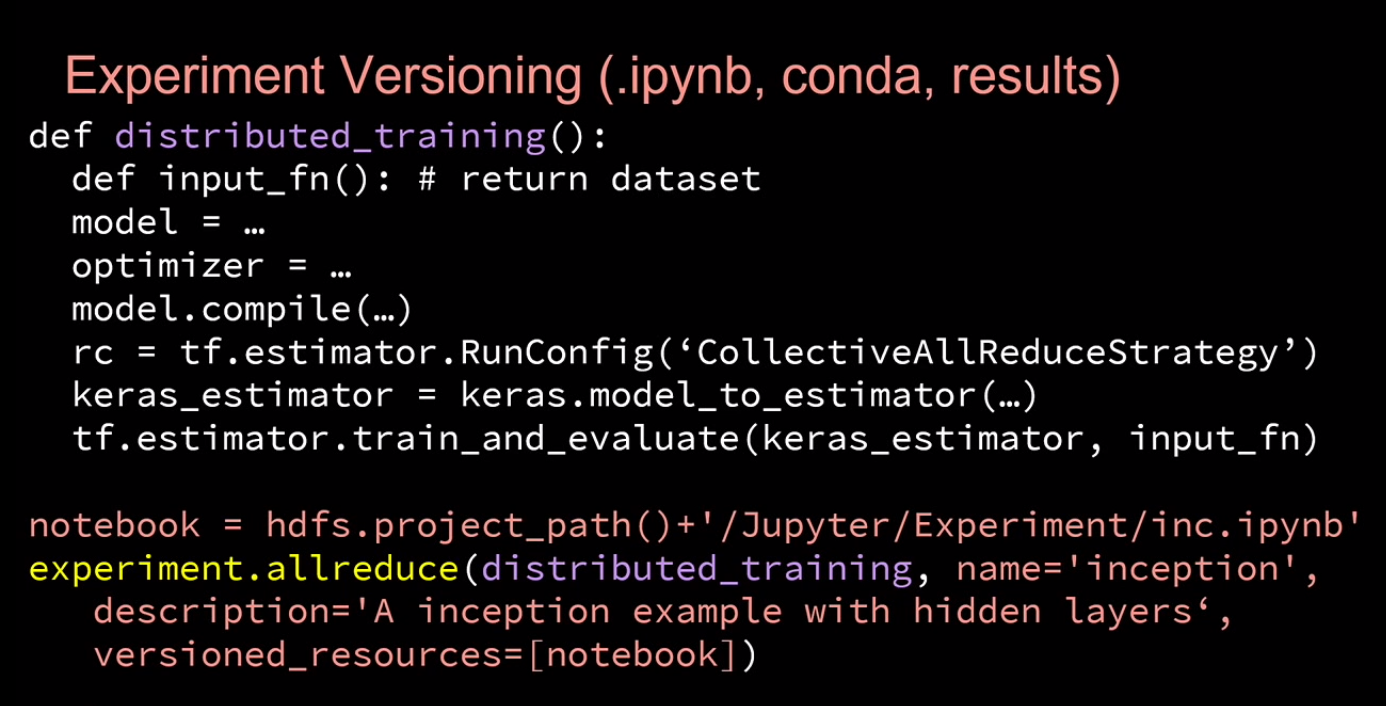 Experiment Versioning (.ipynb, conda, results)
def distributed_training():
def input_fn(): # return dataset
model = …
optimizer = …
model.compile(…)
rc = tf.estimator.RunConfig(‘CollectiveAllReduceStrategy’)
keras_estimator = keras.model_to_estimator(…)
tf.estimator.train_and_evaluate(keras_estimator, input_fn)
notebook = hdfs.project_path()+'/Jupyter/Experiment/inc.ipynb'
experiment.allreduce(distributed_training, name='inception',
description='A inception example with hidden layers‘,
versioned_resources=[notebook])